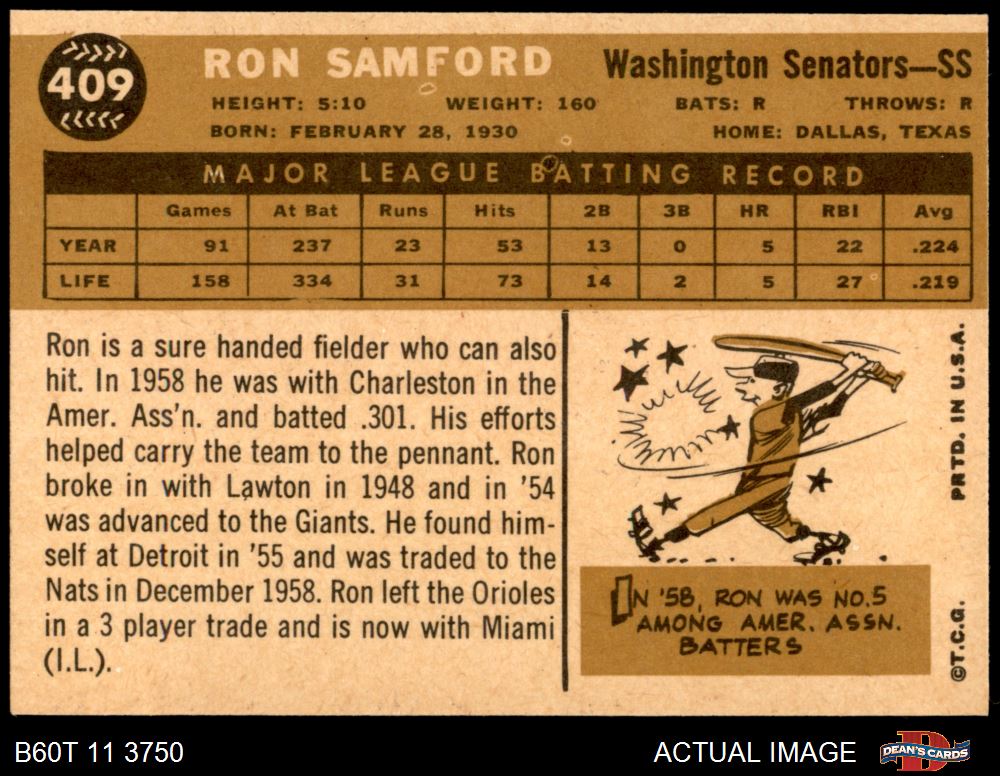 409
RON SAMFORD Washington Senators—SS
HEIGHT: 5:10 WEIGHT: 160 BATS: R THROWS: R
BORN: FEBRUARY 28, 1930 HOME: DALLAS, TEXAS
MAJOR LEAGUE BATTING RECORD
Games At Bat Runs Hits 2B 3B HR RBI Avg
YEAR 91 237 23 53 13 0 5 22 .224
LIFE 158 334 31 73 14 2 5 27 .219
Ron is a sure handed fielder who can also
hit. In 1958 he was with Charleston in the
Amer. Ass'n. and batted .301. His efforts
helped carry the team to the pennant. Ron
broke in with Lawton in 1948 and in '54
was advanced to the Giants. He found him-
self at Detroit in '55 and was traded to the
Nats in December 1958. Ron left the Orioles
in a 3 player trade and is now with Miami
(I.L.).
IN '58, RON WAS NO.5
AMONG AMER. ASSN.
BATTERS
©T.C.G. PRTD. IN U.S.A.
B60T 11 3750 ACTUAL IMAGE DEAN'S CARDS